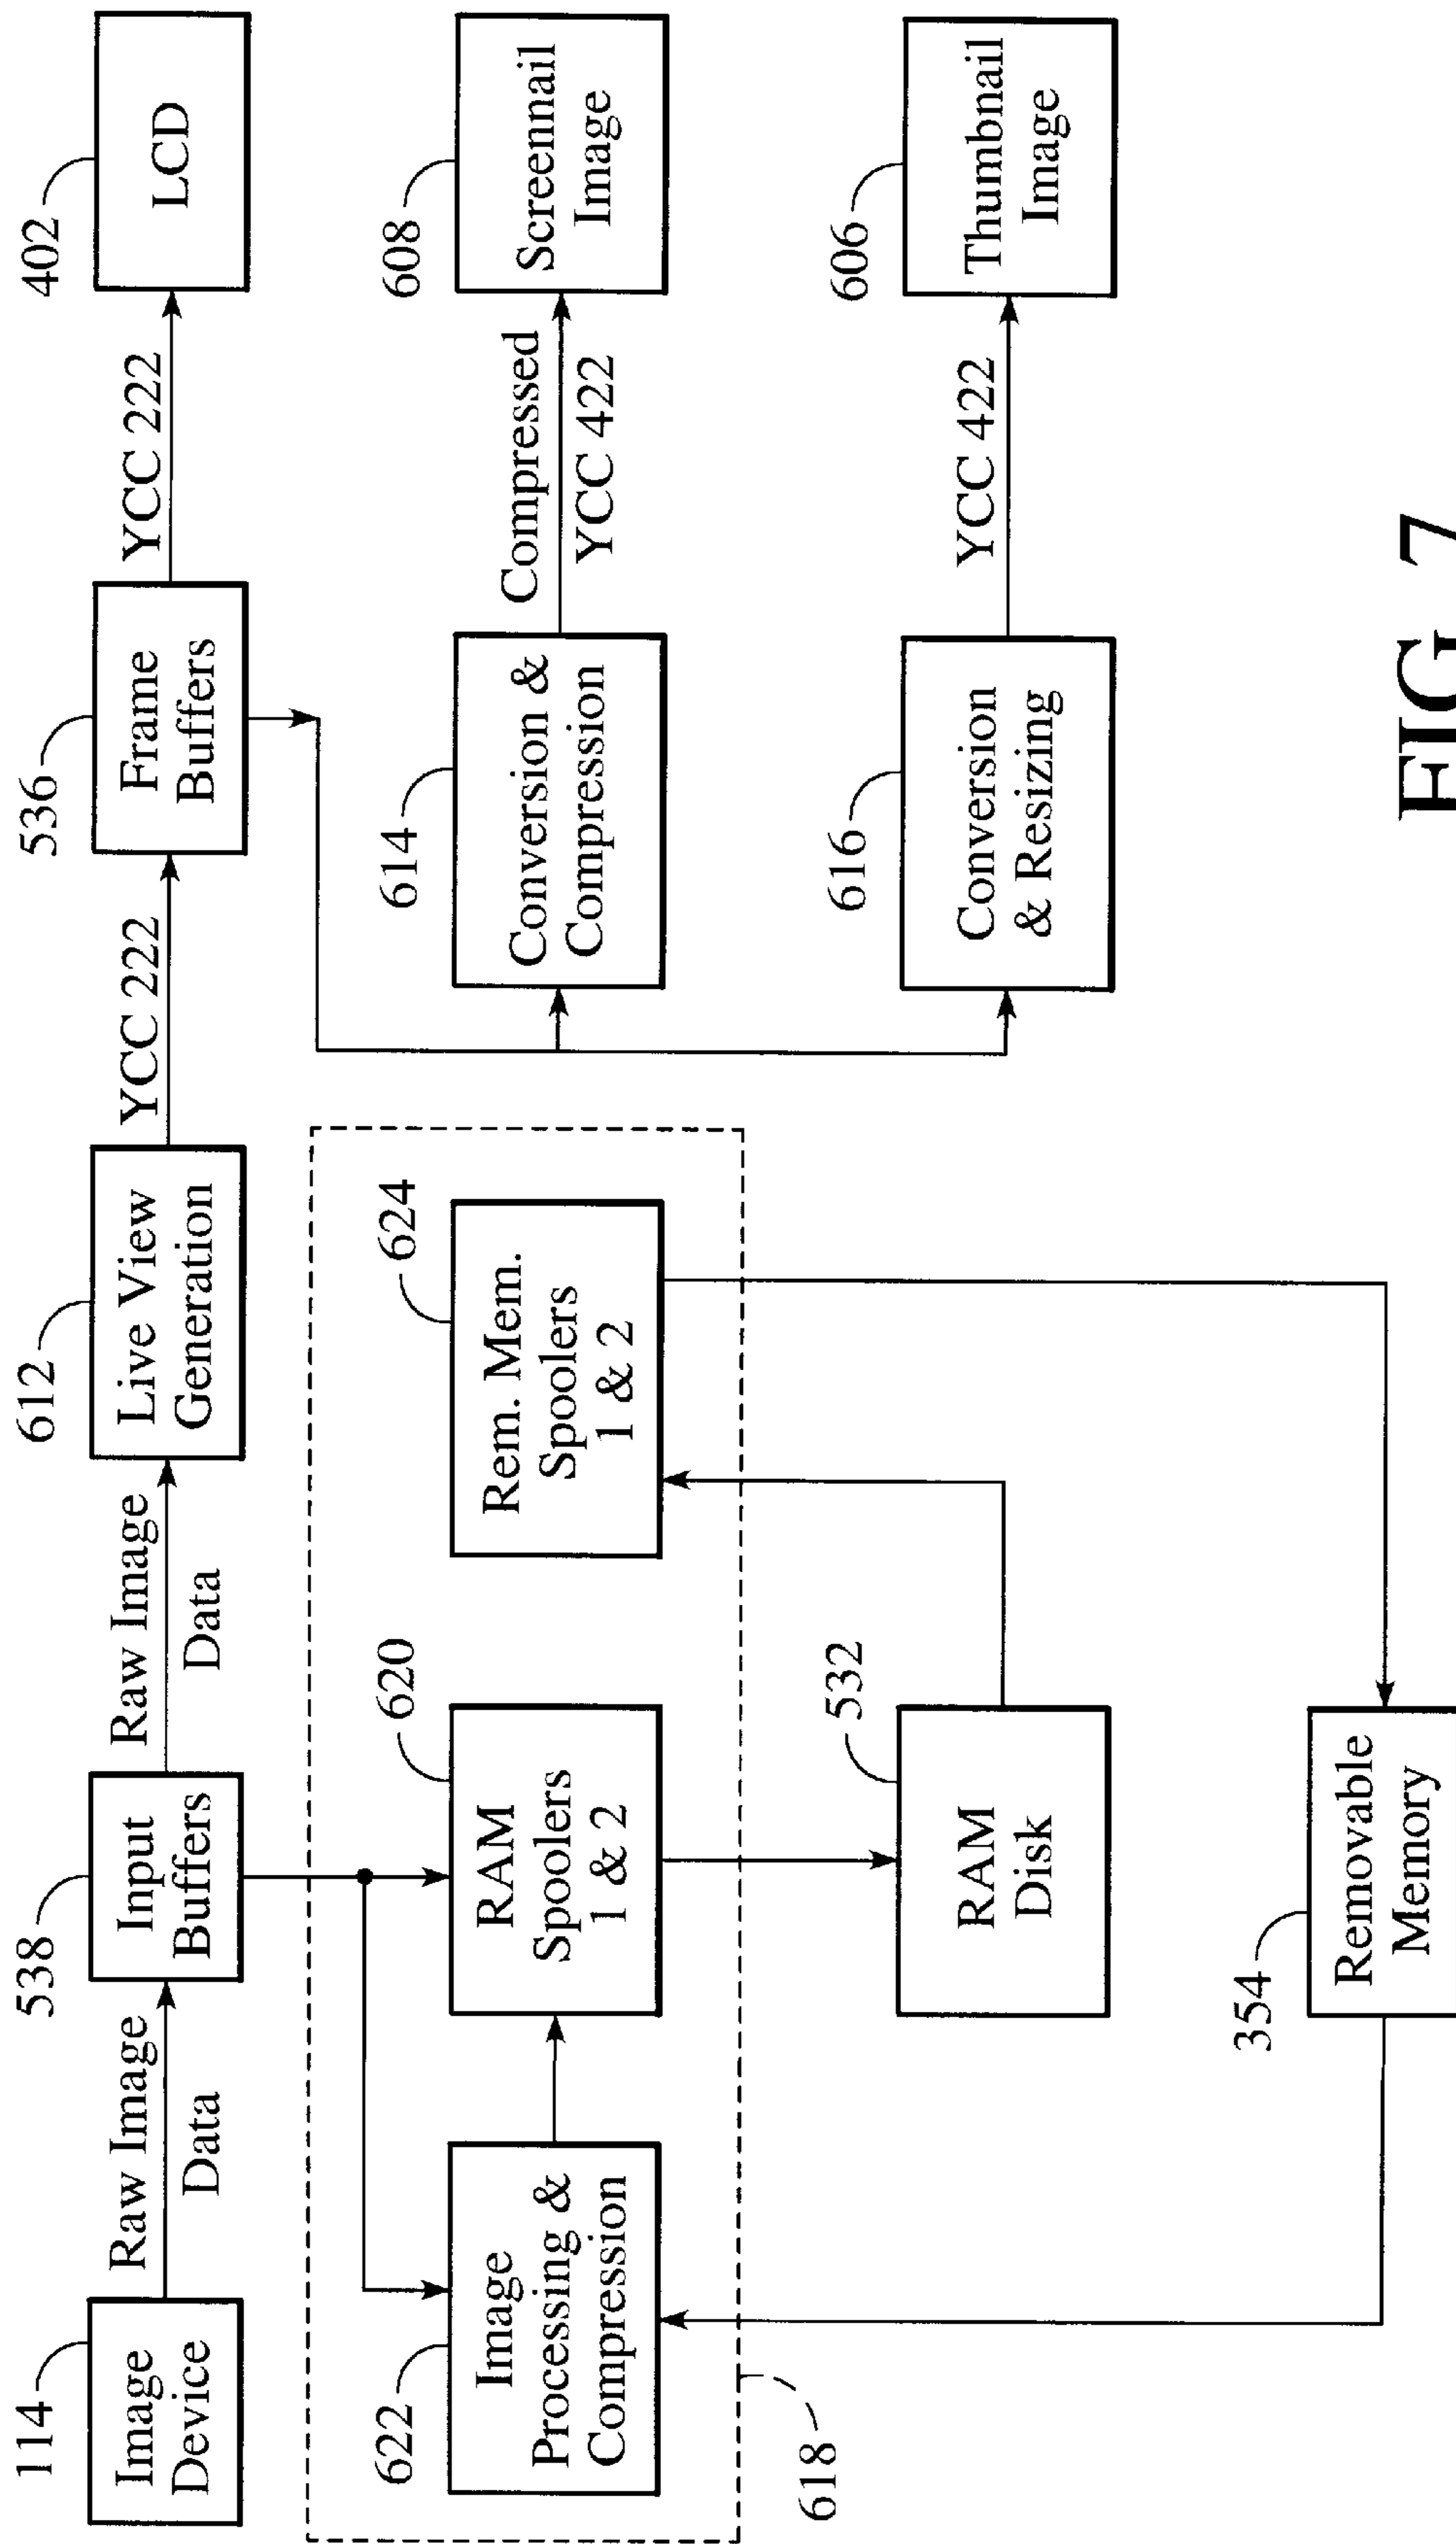 114
Image
Device
Raw Image
Data
538
Input
Buffers
Raw Image
Data
612
Live View
Generation
YCC 222
536
Frame
Buffers
YCC 222
402
LCD
622
Image
Processing &
Compression
620
RAM
Spoolers
1 & 2
624
Rem. Mem.
Spoolers
1 & 2
614
Conversion &
Compression
Compressed
YCC 422
608
Screennail
Image
618
532
RAM
Disk
616
Conversion
& Resizing
YCC 422
606
Thumbnail
Image
354
Removable
Memory
FIG 7